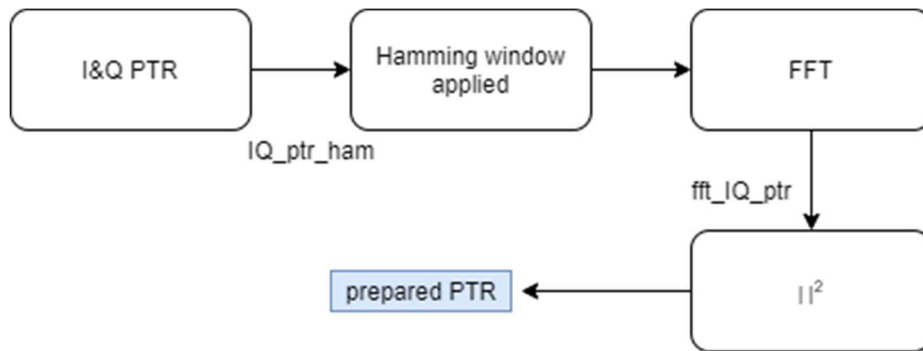 I&Q PTR
Hamming window
applied
FFT
IQ_ptr_ham
fft_IQ_ptr
| |²
prepared PTR